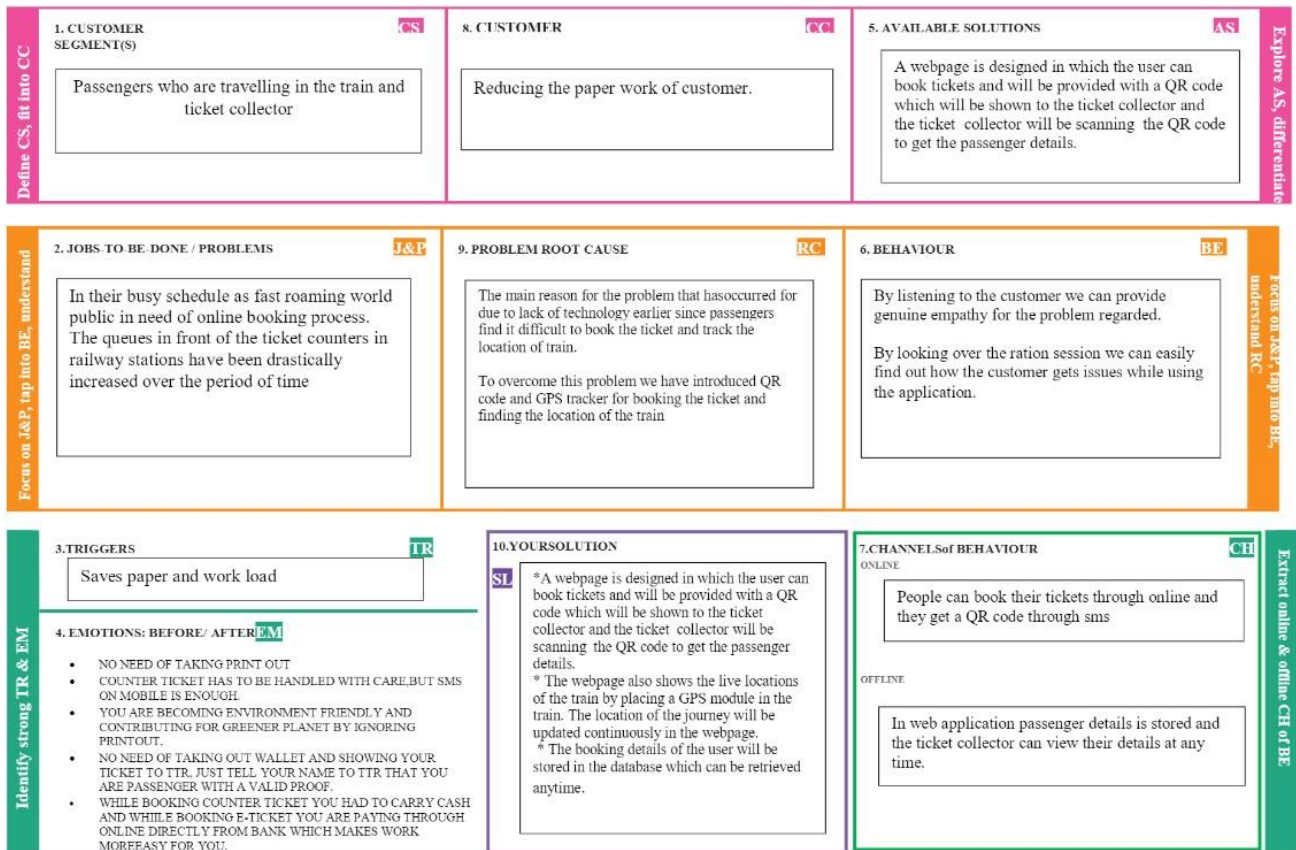 Define CS, fit into CC
1. CUSTOMER
SEGMENT(S)
CS
Passengers who are travelling in the train and
ticket collector
8. CUSTOMER
CC
Reducing the paper work of customer.
5. AVAILABLE SOLUTIONS
AS
A webpage is designed in which the user can
book tickets and will be provided with a QR code
which will be shown to the ticket collector and
the ticket collector will be scanning the QR code
to get the passenger details.
Explore AS, differentiate
Focus on J&P, tap into BE, understand
2. JOBS-TO-BE-DONE / PROBLEMS
J&P
In their busy schedule as fast roaming world
public in need of online booking process.
The queues in front of the ticket counters in
railway stations have been drastically
increased over the period of time
9. PROBLEM ROOT CAUSE
RC
The main reason for the problem that hasoccurred for
due to lack of technology earlier since passengers
find it difficult to book the ticket and track the
location of train.
To overcome this problem we have introduced QR
code and GPS tracker for booking the ticket and
finding the location of the train
6. BEHAVIOUR
BE
By listening to the customer we can provide
genuine empathy for the problem regarded.
By looking over the ration session we can easily
find out how the customer gets issues while using
the application.
Focus on J&P, tap into BE,
understand RC
Identify strong TR & EM
3.TRIGGERS
TR
Saves paper and work load
4. EMOTIONS: BEFORE/ AFTER
EM
• NO NEED OF TAKING PRINT OUT
• COUNTER TICKET HAS TO BE HANDLED WITH CARE,BUT SMS
ON MOBILE IS ENOUGH.
• YOU ARE BECOMING ENVIRONMENT FRIENDLY AND
CONTRIBUTING FOR GREENER PLANET BY IGNORING
PRINTOUT.
• NO NEED OF TAKING OUT WALLET AND SHOWING YOUR
TICKET TO TTR, JUST TELL YOUR NAME TO TTR THAT YOU
ARE PASSENGER WITH A VALID PROOF.
• WHILE BOOKING COUNTER TICKET YOU HAD TO CARRY CASH
AND WHIILE BOOKING E-TICKET YOU ARE PAYING THROUGH
ONLINE DIRECTLY FROM BANK WHICH MAKES WORK
MOREEASY FOR YOU.
10.YOURSOLUTION
SL
*A webpage is designed in which the user can
book tickets and will be provided with a QR
code which will be shown to the ticket
collector and the ticket collector will be
scanning the QR code to get the passenger
details.
* The webpage also shows the live locations
of the train by placing a GPS module in the
train. The location of the journey will be
updated continuously in the webpage.
* The booking details of the user will be
stored in the database which can be retrieved
anytime.
7.CHANNELSof BEHAVIOUR
CH
ONLINE
People can book their tickets through online and
they get a QR code through sms
OFFLINE
In web application passenger details is stored and
the ticket collector can view their details at any
time.
Extract online & offline CH of BE